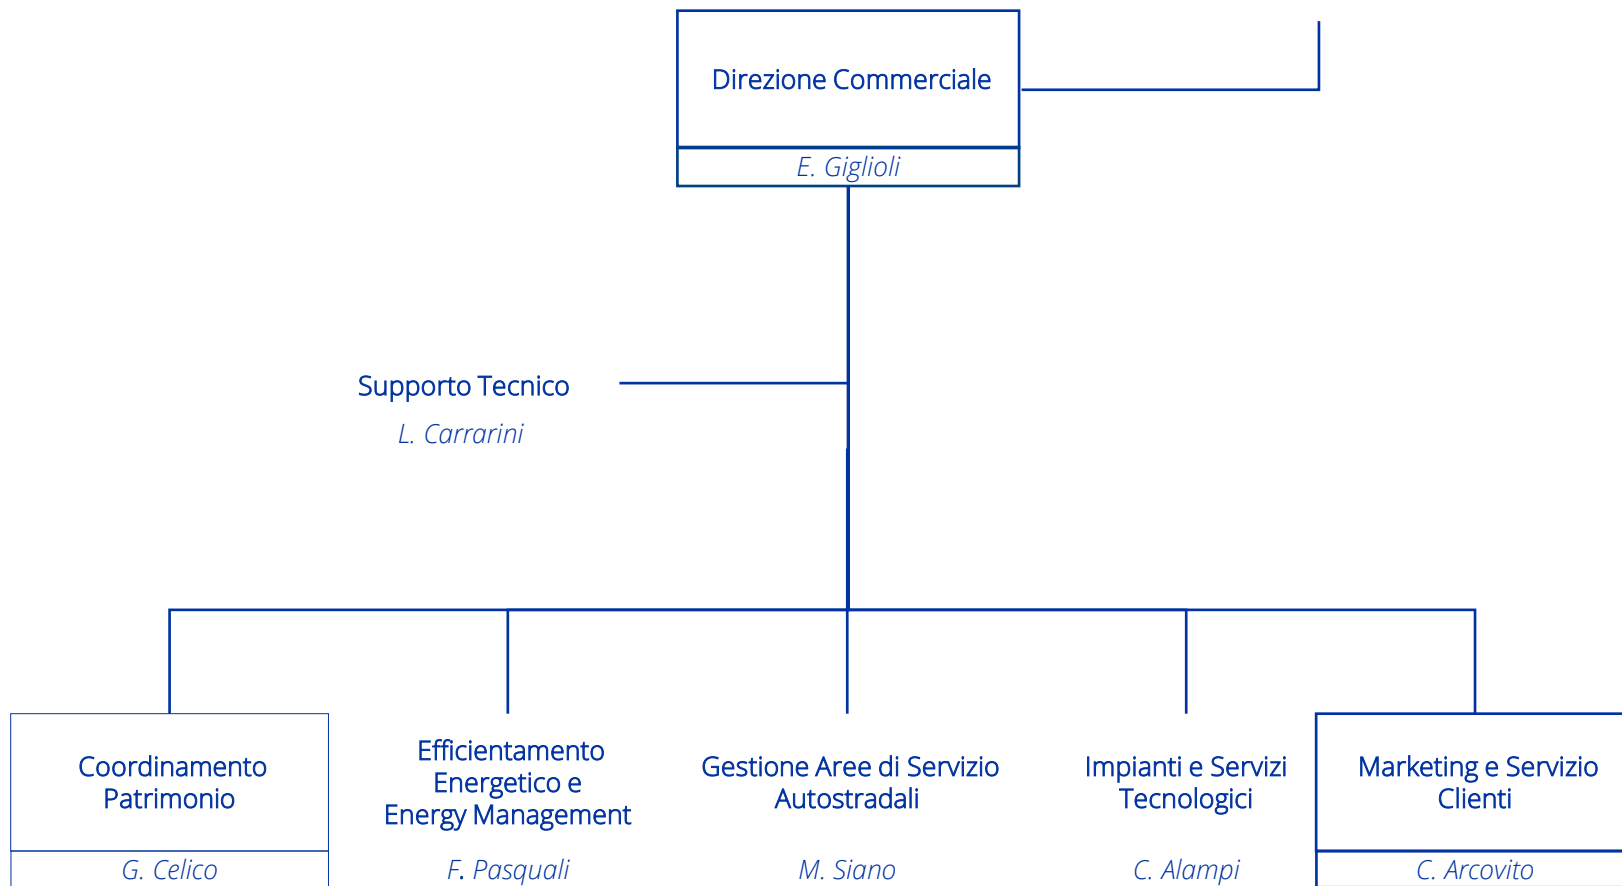 Direzione Commerciale
E. Giglioli
Supporto Tecnico
L. Carrarini
Coordinamento
Patrimonio
G. Celico
Efficientamento
Energetico e
Energy Management
F. Pasquali
Gestione Aree di Servizio
Autostradali
M. Siano
Impianti e Servizi
Tecnologici
C. Alampi
Marketing e Servizio
Clienti
C. Arcovito